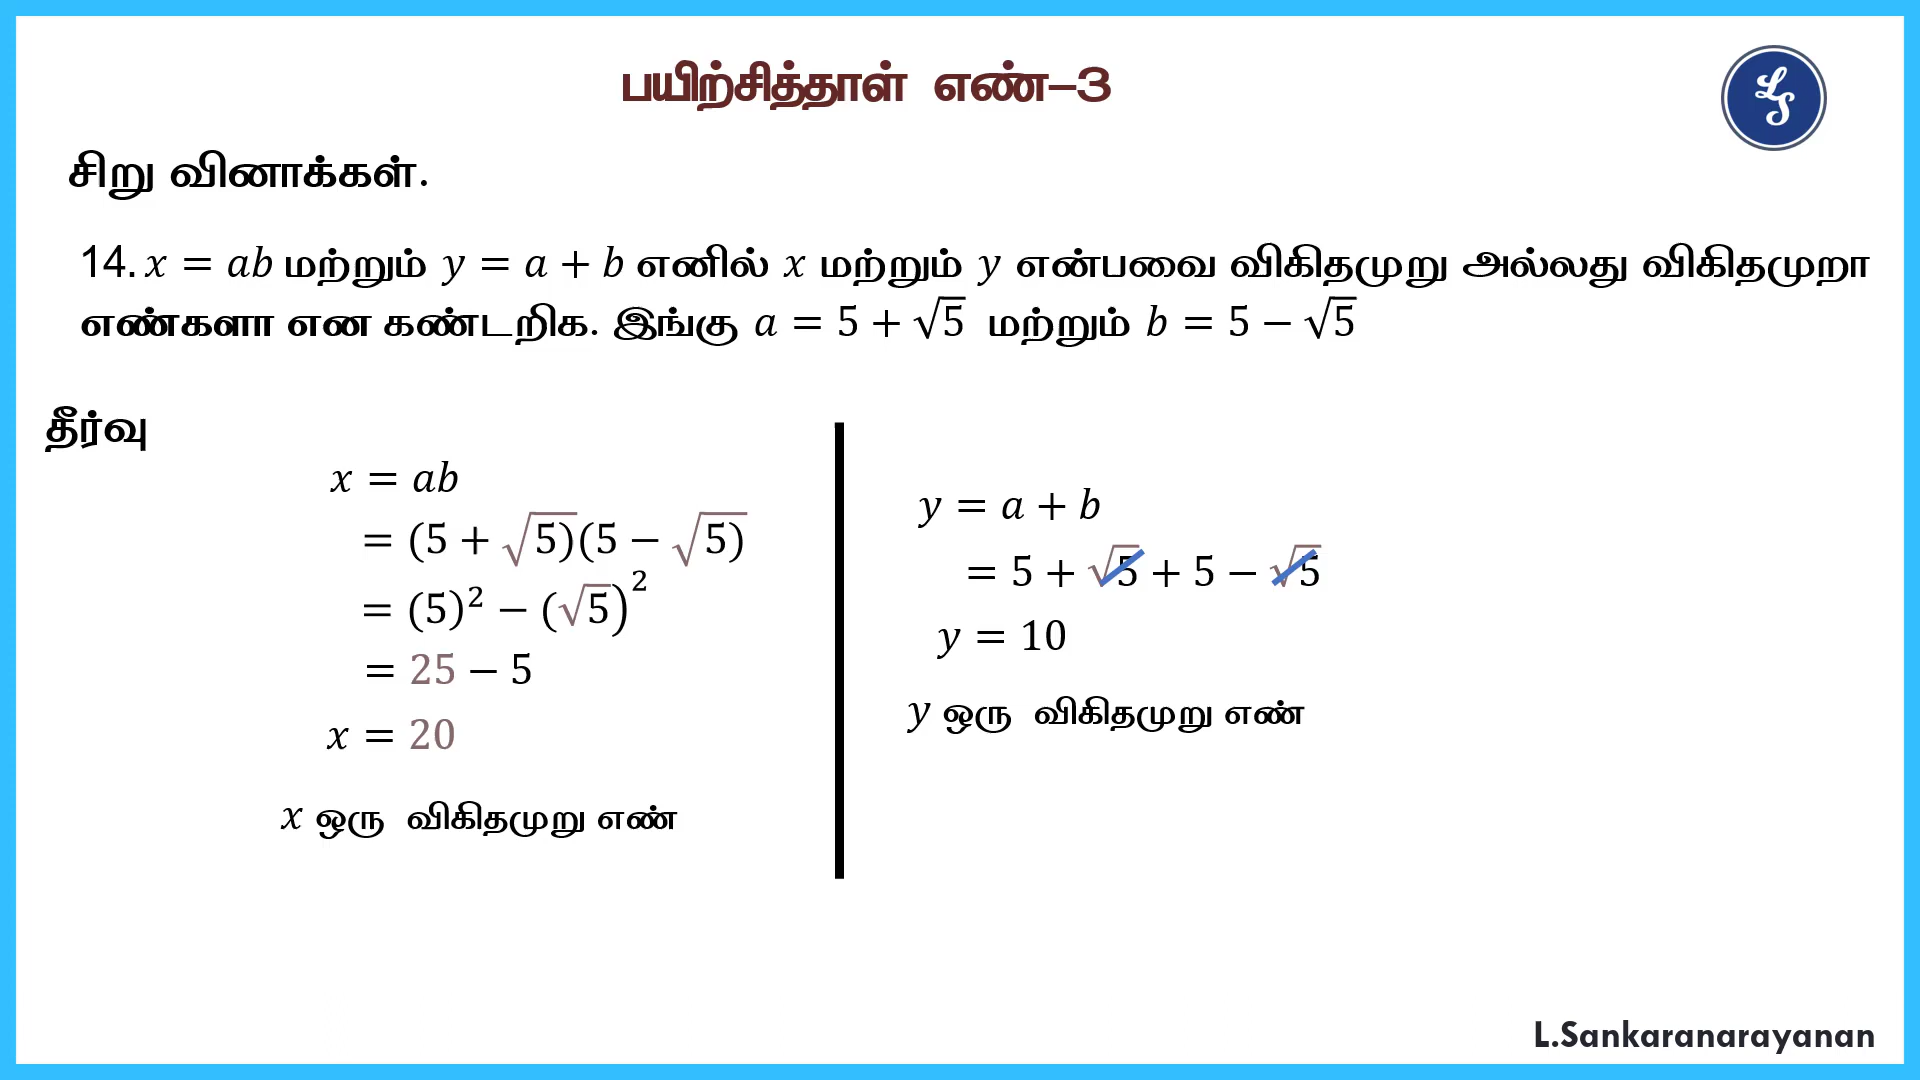 பயிற்சித்தாள் எண்–3
LS
சிறு வினாக்கள்.
14. x = ab மற்றும் y = a + b எனில் x மற்றும் y என்பவை விகிதமுறு அல்லது விகிதமுறா
எண்களா என கண்டறிக. இங்கு a = 5 + √5 மற்றும் b = 5 − √5
தீர்வு
x = ab
= (5 + √5)(5 − √5)
= (5)² − (√5)²
= 25 − 5
x = 20
x ஒரு விகிதமுறு எண்
y = a + b
= 5 + √5 + 5 − √5
y = 10
y ஒரு விகிதமுறு எண்
L.Sankaranarayanan